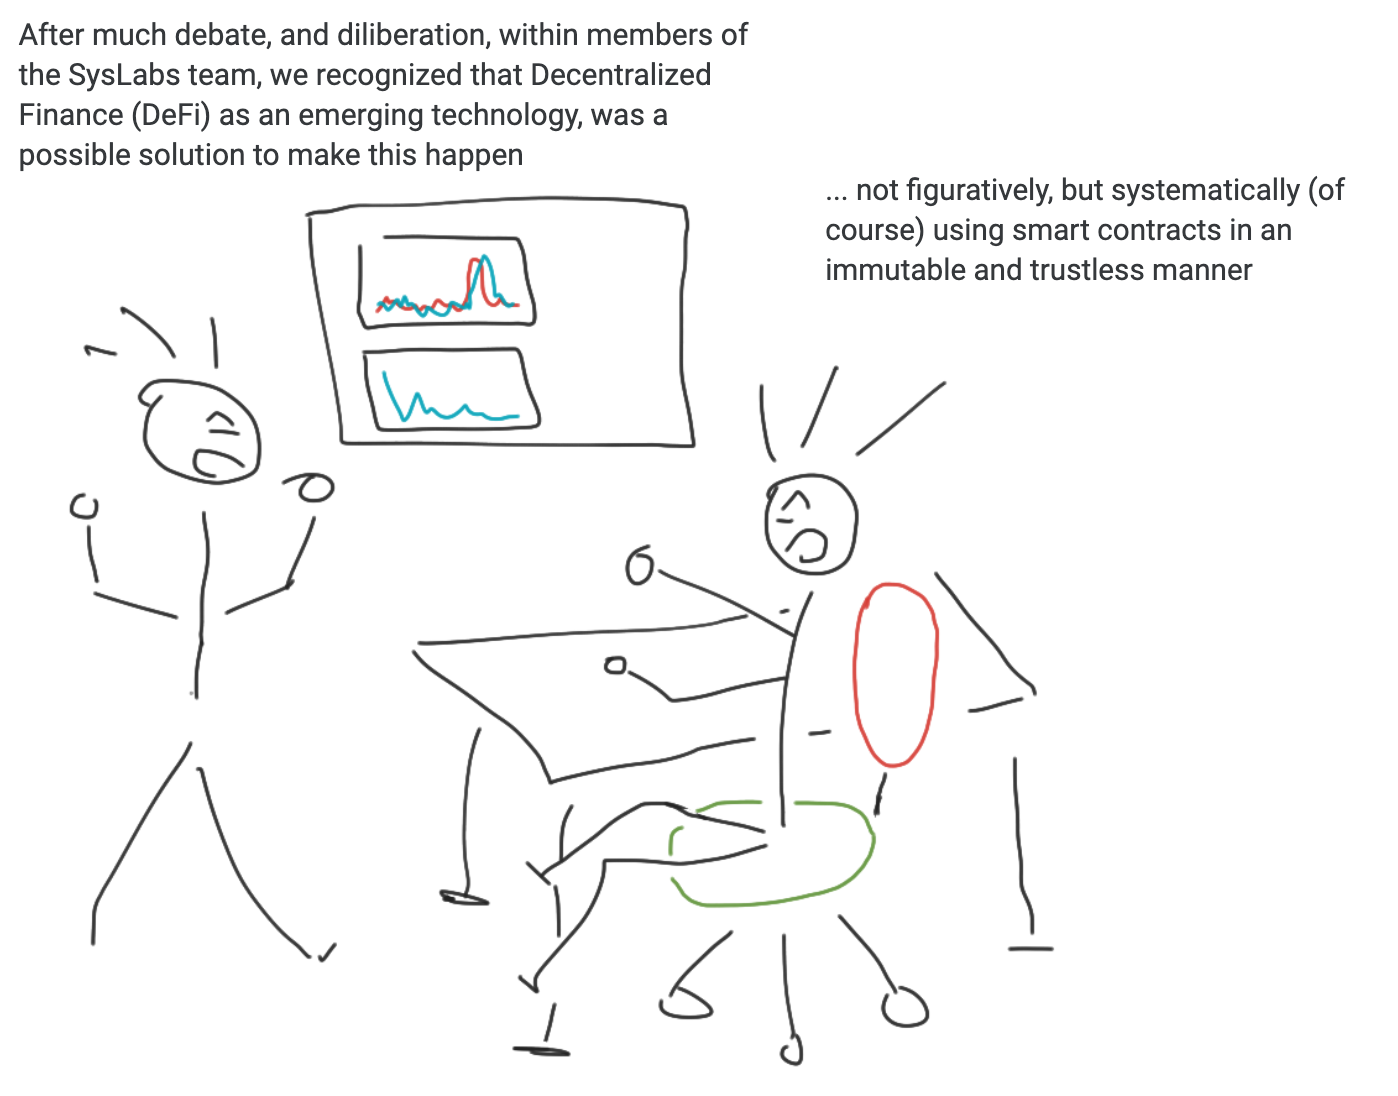 After much debate, and diliberation, within members of
the SysLabs team, we recognized that Decentralized
Finance (DeFi) as an emerging technology, was a
possible solution to make this happen
... not figuratively, but systematically (of
course) using smart contracts in an
immutable and trustless manner